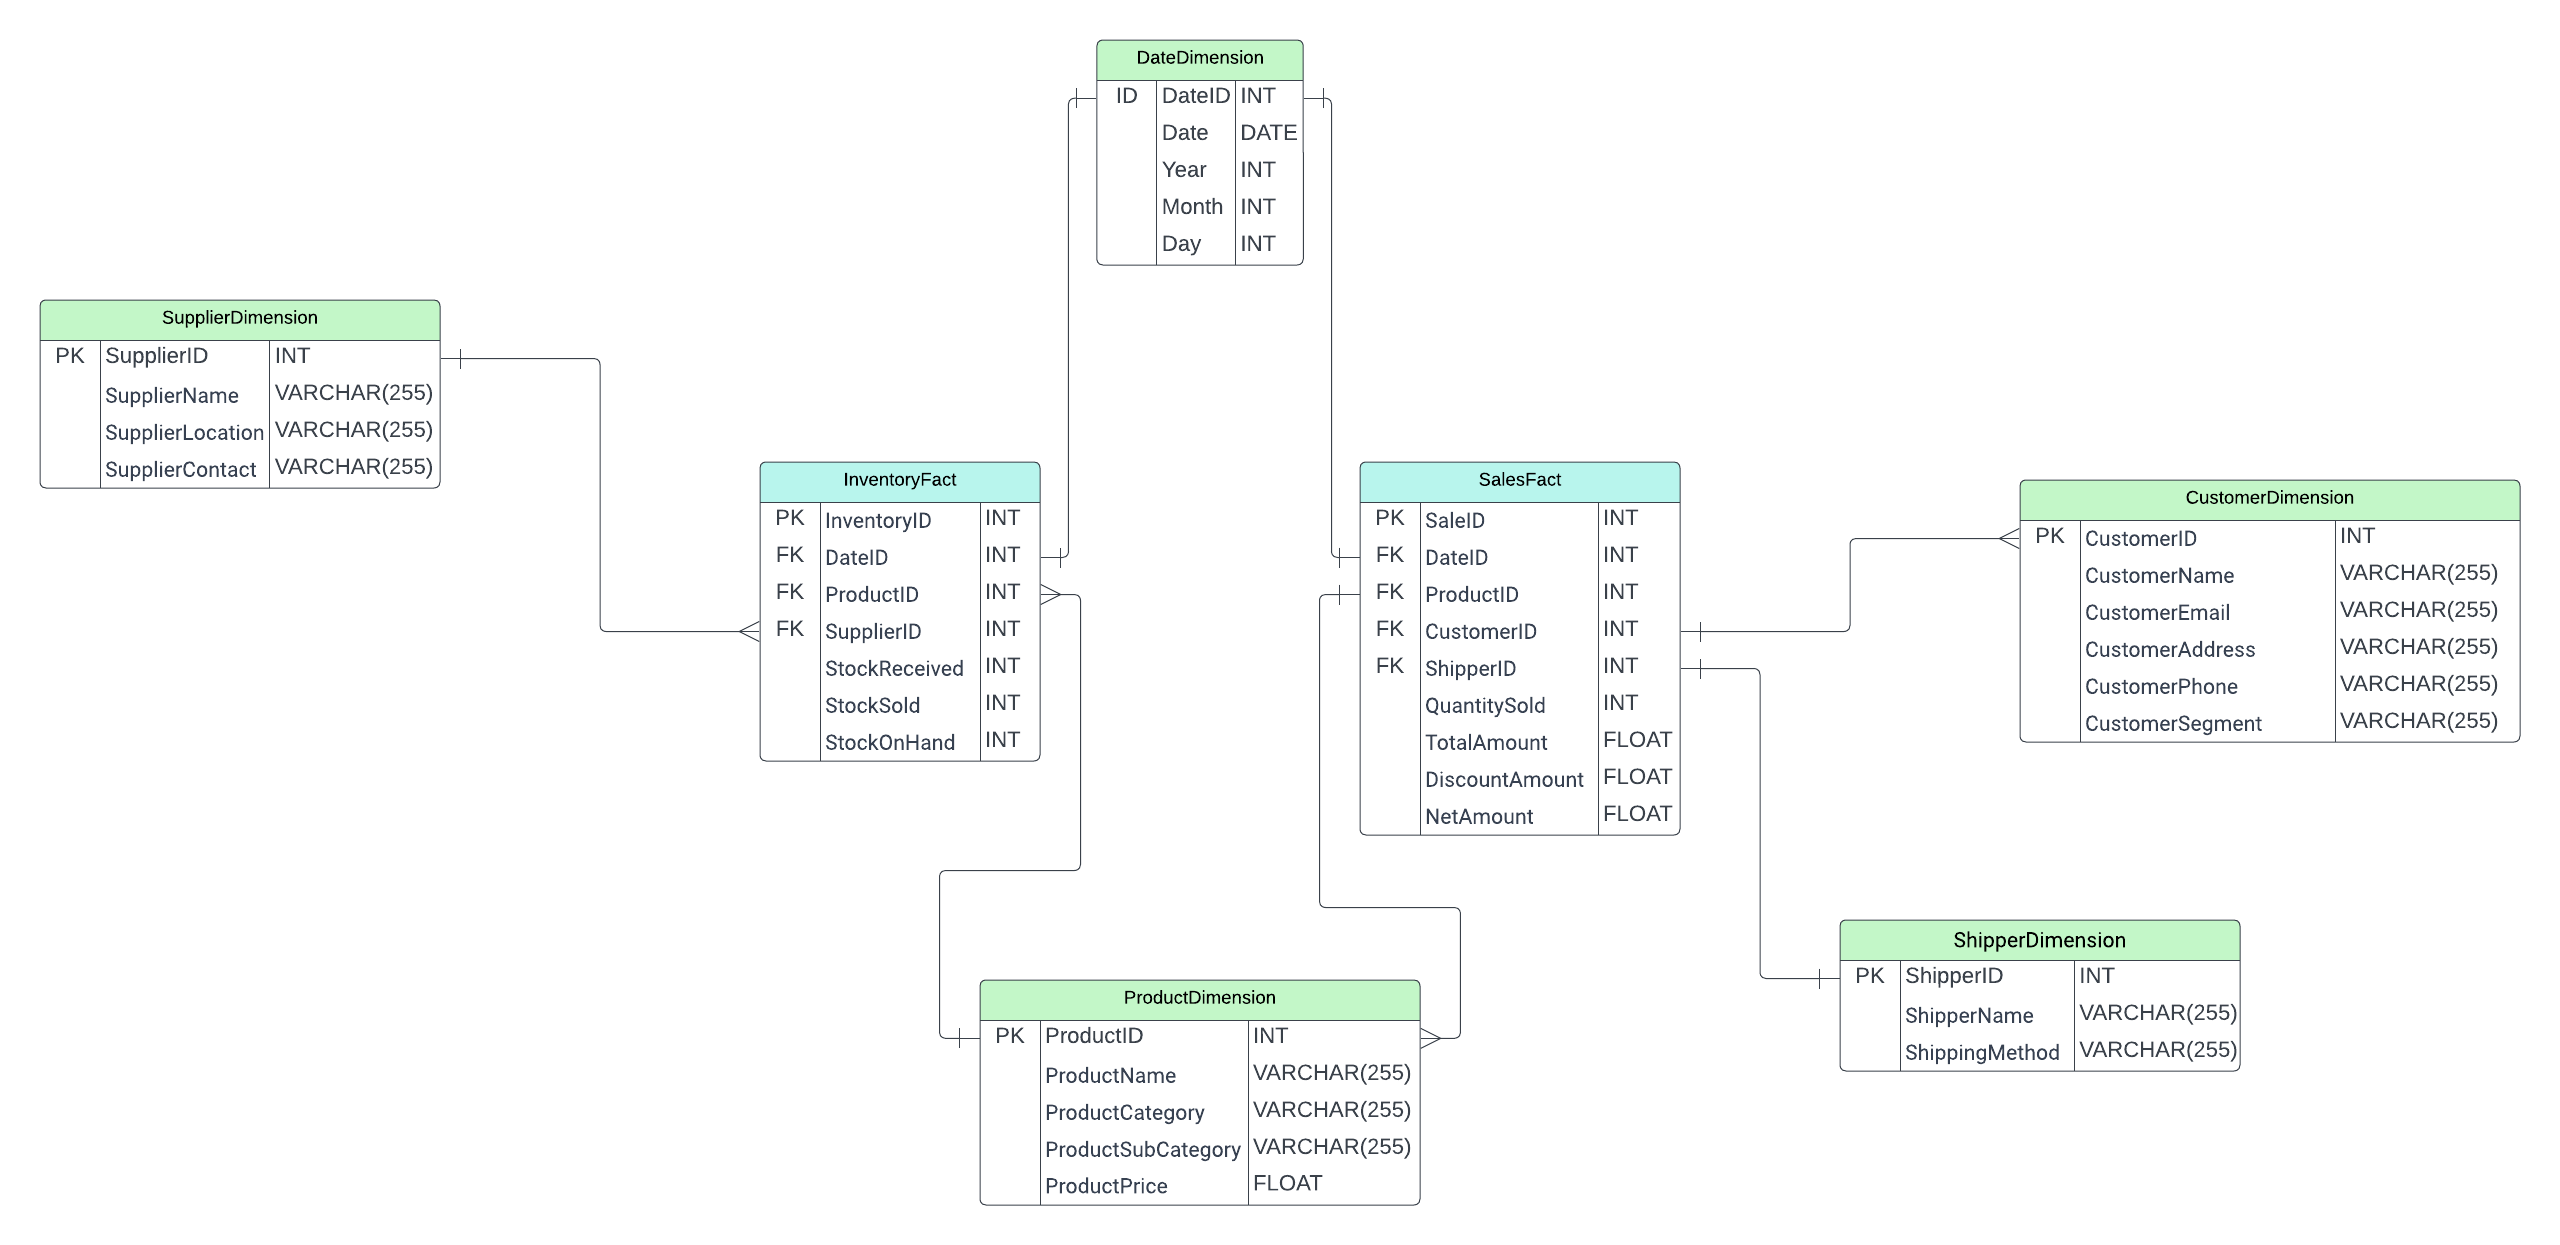 DateDimension
ID DateID INT
Date DATE
Year INT
Month INT
Day INT
SupplierDimension
PK SupplierID INT
SupplierName VARCHAR(255)
SupplierLocation VARCHAR(255)
SupplierContact VARCHAR(255)
InventoryFact
PK InventoryID INT
FK DateID INT
FK ProductID INT
FK SupplierID INT
StockReceived INT
StockSold INT
StockOnHand INT
SalesFact
PK SaleID INT
FK DateID INT
FK ProductID INT
FK CustomerID INT
FK ShipperID INT
QuantitySold INT
TotalAmount FLOAT
DiscountAmount FLOAT
NetAmount FLOAT
CustomerDimension
PK CustomerID INT
CustomerName VARCHAR(255)
CustomerEmail VARCHAR(255)
CustomerAddress VARCHAR(255)
CustomerPhone VARCHAR(255)
CustomerSegment VARCHAR(255)
ShipperDimension
PK ShipperID INT
ShipperName VARCHAR(255)
ShippingMethod VARCHAR(255)
ProductDimension
PK ProductID INT
ProductName VARCHAR(255)
ProductCategory VARCHAR(255)
ProductSubCategory VARCHAR(255)
ProductPrice FLOAT